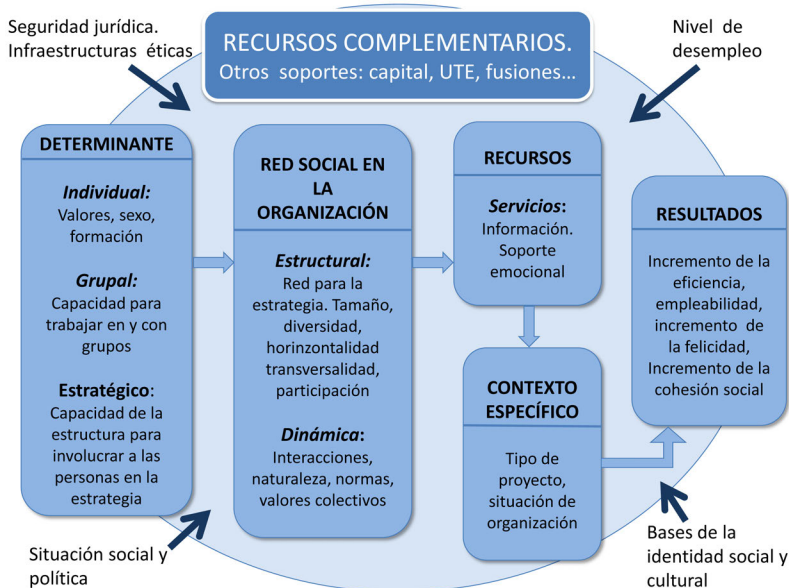 Seguridad jurídica.
Infraestructuras éticas
RECURSOS COMPLEMENTARIOS.
Otros soportes: capital, UTE, fusiones...
Nivel de
desempleo
DETERMINANTE
Individual:
Valores, sexo,
formación
Grupal:
Capacidad para
trabajar en y con
grupos
Estratégico:
Capacidad de la
estructura para
involucrar a las
personas en la
estrategia
RED SOCIAL EN
LA
ORGANIZACIÓN
Estructural:
Red para la
estrategia. Tamaño,
diversidad,
horinzontalidad
transversalidad,
participación
Dinámica:
Interacciones,
naturaleza, normas,
valores colectivos
RECURSOS
Servicios:
Información.
Soporte
emocional
CONTEXTO
ESPECÍFICO
Tipo de
proyecto,
situación de
organización
RESULTADOS
Incremento de la
eficiencia,
empleabilidad,
incremento de
la felicidad,
Incremento de la
cohesión social
Situación social y
política
Bases de la
identidad social y
cultural